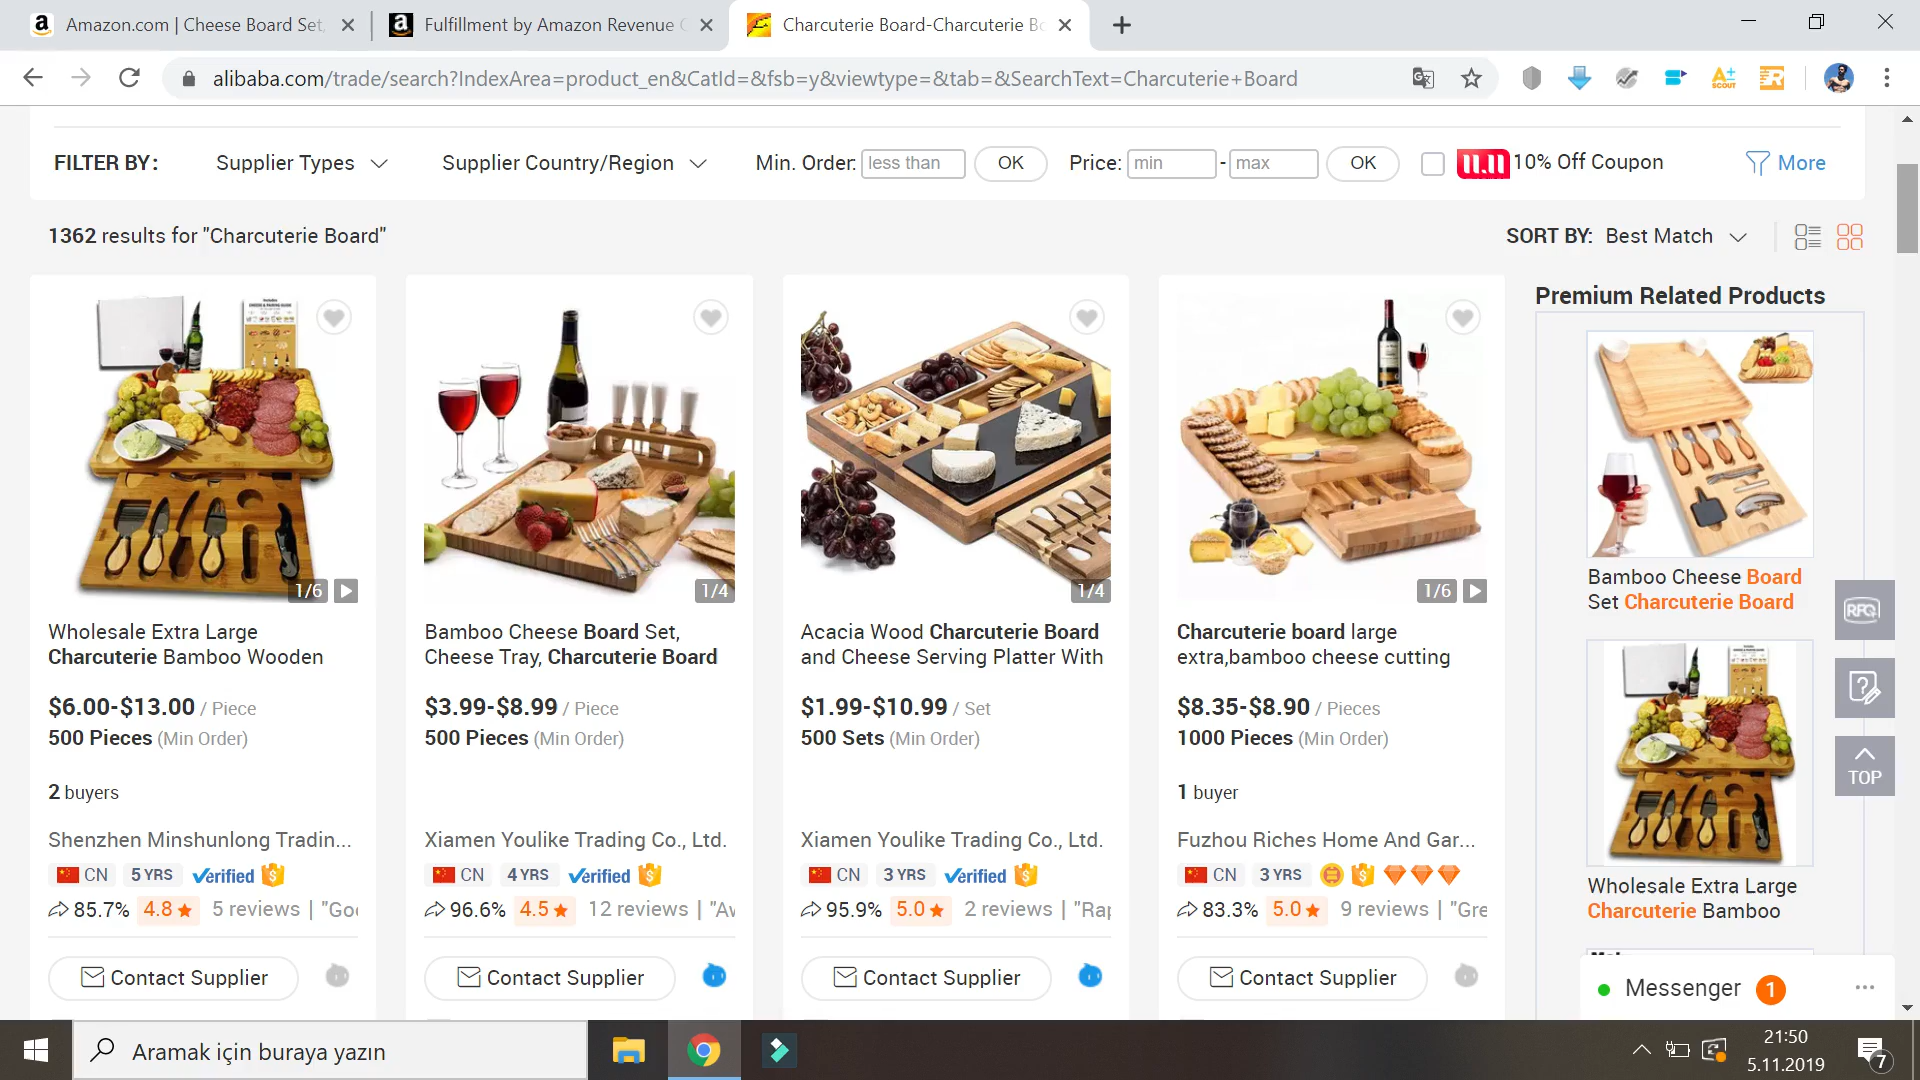 Amazon.com | Cheese Board Set,
Fulfillment by Amazon Revenue C
Charcuterie Board-Charcuterie Bo
alibaba.com/trade/search?IndexArea=product_en&CatId=&fsb=y&viewtype=&tab=&SearchText=Charcuterie+Board
FILTER BY: Supplier Types Supplier Country/Region Min. Order: less than OK Price: min - max OK 11.11 10% Off Coupon More
1362 results for "Charcuterie Board"
SORT BY: Best Match
1/6
Wholesale Extra Large
Charcuterie Bamboo Wooden
$6.00-$13.00 / Piece
500 Pieces (Min Order)
2 buyers
Shenzhen Minshunlong Tradin...
CN 5 YRS Verified
85.7% 4.8 5 reviews | "Goo
Contact Supplier
1/4
Bamboo Cheese Board Set,
Cheese Tray, Charcuterie Board
$3.99-$8.99 / Piece
500 Pieces (Min Order)
Xiamen Youlike Trading Co., Ltd.
CN 4 YRS Verified
96.6% 4.5 12 reviews | "Aw
Contact Supplier
1/4
Acacia Wood Charcuterie Board
and Cheese Serving Platter With
$1.99-$10.99 / Set
500 Sets (Min Order)
Xiamen Youlike Trading Co., Ltd.
CN 3 YRS Verified
95.9% 5.0 2 reviews | "Rap
Contact Supplier
1/6
Charcuterie board large
extra,bamboo cheese cutting
$8.35-$8.90 / Pieces
1000 Pieces (Min Order)
1 buyer
Fuzhou Riches Home And Gar...
CN 3 YRS
83.3% 5.0 9 reviews | "Gre
Contact Supplier
Premium Related Products
Bamboo Cheese Board
Set Charcuterie Board
Wholesale Extra Large
Charcuterie Bamboo
RFQ
TOP
Messenger 1
Aramak için buraya yazın
21:50
5.11.2019
7